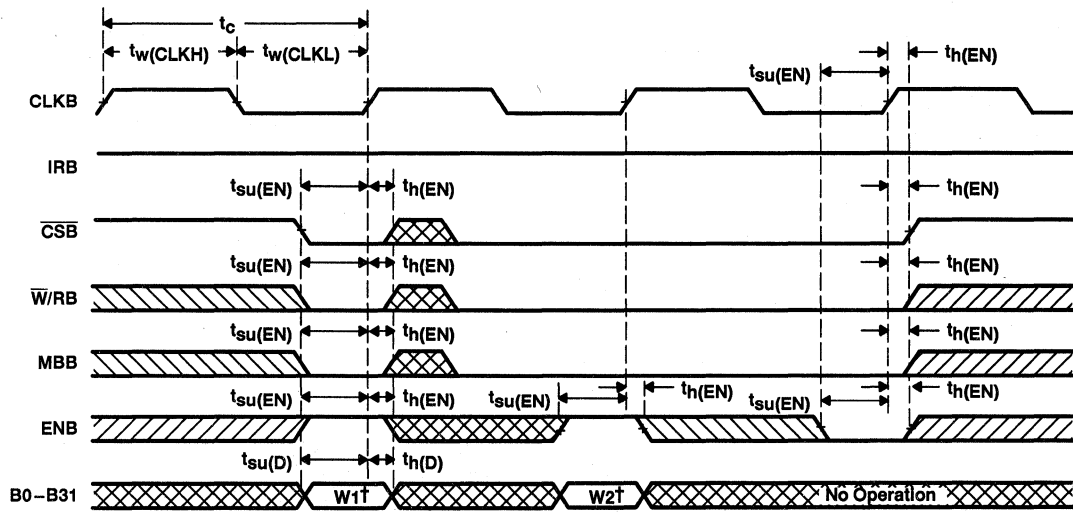 tc
tw(CLKH) tw(CLKL) th(EN)
tsu(EN)
CLKB
IRB
tsu(EN) th(EN) th(EN)
CSB
tsu(EN) th(EN) th(EN)
W/RB
tsu(EN) th(EN) th(EN)
MBB
tsu(EN) th(EN) tsu(EN) th(EN) tsu(EN) th(EN)
ENB
tsu(D) th(D)
B0–B31 W1† W2† No Operation